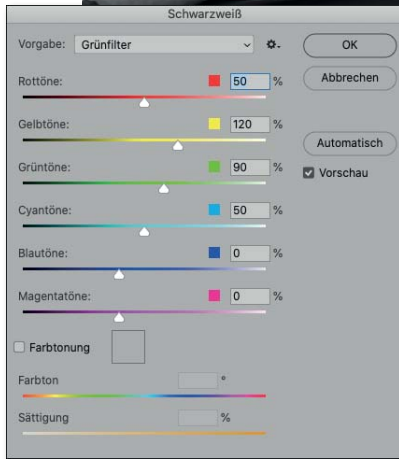 Schwarzweiß
Vorgabe: Grünfilter
OK
Rottöne: 50 %
Abbrechen
Gelbtöne: 120 %
Automatisch
Grüntöne: 90 %
Vorschau
Cyantöne: 50 %
Blautöne: 0 %
Magentatöne: 0 %
Farbtonung
Farbton °
Sättigung %